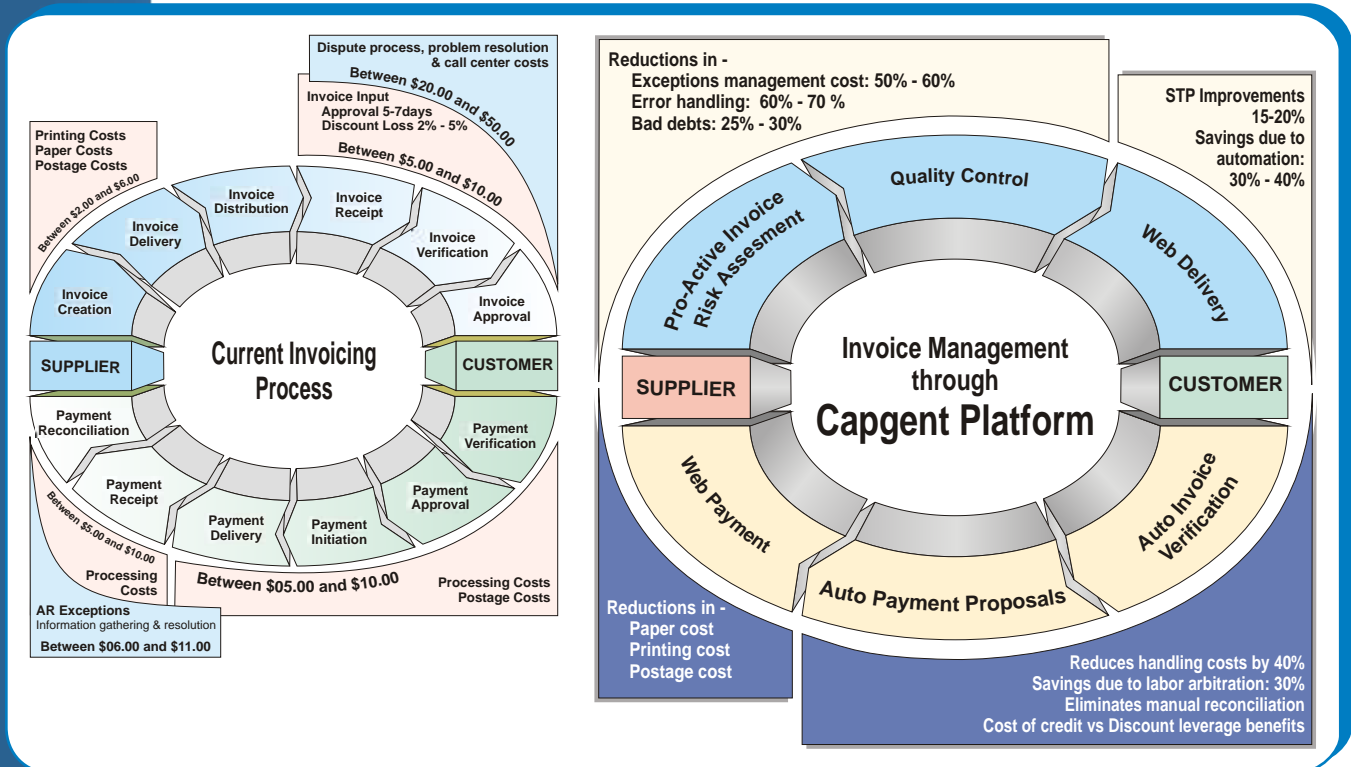 Dispute process, problem resolution
& call center costs
Between $20.00 and $50.00
Invoice Input
Approval 5-7days
Discount Loss 2% - 5%
Between $5.00 and $10.00
Printing Costs
Paper Costs
Postage Costs
Between $2.00 and $6.00
Invoice
Creation
Invoice
Delivery
Invoice
Distribution
Invoice
Receipt
Invoice
Verification
Invoice
Approval
SUPPLIER
Current Invoicing
Process
CUSTOMER
Payment
Verification
Payment
Approval
Payment
Initiation
Payment
Delivery
Payment
Receipt
Payment
Reconciliation
Between $5.00 and $10.00
Processing
Costs
AR Exceptions
Information gathering & resolution
Between $06.00 and $11.00
Between $05.00 and $10.00
Processing Costs
Postage Costs
Reductions in -
Exceptions management cost: 50% - 60%
Error handling: 60% - 70 %
Bad debts: 25% - 30%
STP Improvements
15-20%
Savings due to
automation:
30% - 40%
Pro-Active Invoice
Risk Assesment
Quality Control
Web Delivery
SUPPLIER
Invoice Management
through
Capgent Platform
CUSTOMER
Auto Invoice
Verification
Auto Payment Proposals
Web Payment
Reductions in -
Paper cost
Printing cost
Postage cost
Reduces handling costs by 40%
Savings due to labor arbitration: 30%
Eliminates manual reconciliation
Cost of credit vs Discount leverage benefits